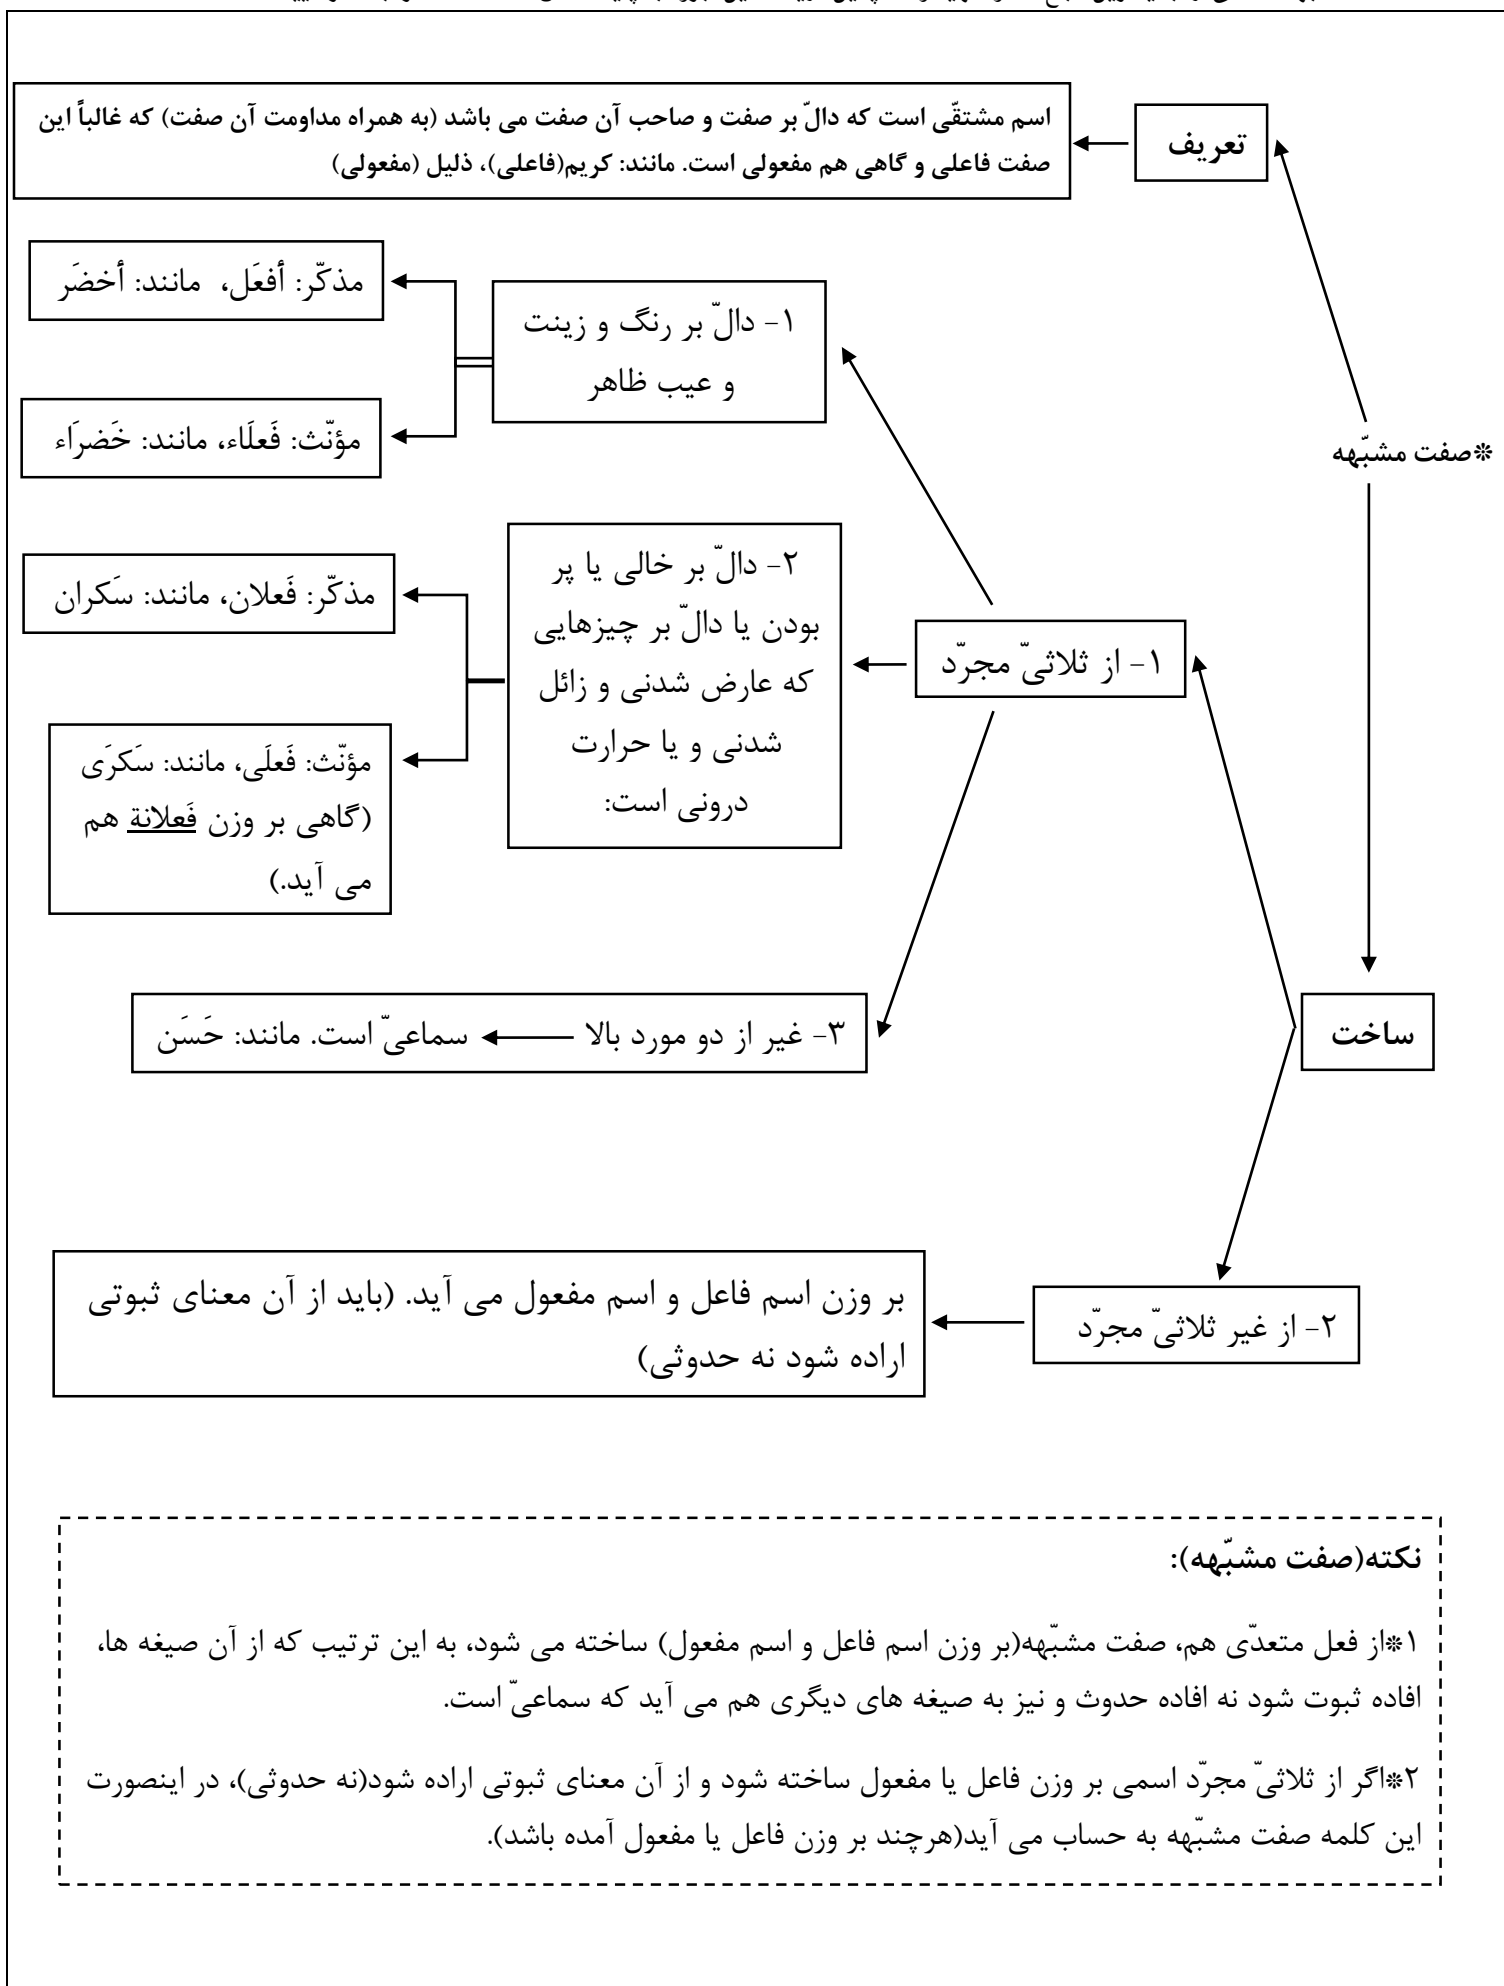 *صفت مشبّهه
تعریف
اسم مشتقّی است که دالّ بر صفت و صاحب آن صفت می باشد (به همراه مداومت آن صفت) که غالباً این
صفت فاعلی و گاهی هم مفعولی است. مانند: کریم(فاعلی)، ذلیل (مفعولی)
ساخت
۱- از ثلاثیّ مجرّد
۱- دالّ بر رنگ و زینت
و عیب ظاهر
مذکّر: أفعَل، مانند: أخضَر
مؤنّث: فَعلَاء، مانند: خَضرَاء
۲- دالّ بر خالی یا پر
بودن یا دالّ بر چیزهایی
که عارض شدنی و زائل
شدنی و یا حرارت
درونی است:
مذکّر: فَعلان، مانند: سَکران
مؤنّث: فَعلَی، مانند: سَکرَی
(گاهی بر وزن فَعلانة هم
می آید.)
۳- غیر از دو مورد بالا ← سماعیّ است. مانند: حَسَن
۲- از غیر ثلاثیّ مجرّد
بر وزن اسم فاعل و اسم مفعول می آید. (باید از آن معنای ثبوتی
اراده شود نه حدوثی)
نکته(صفت مشبّهه):
۱*از فعل متعدّی هم، صفت مشبّهه(بر وزن اسم فاعل و اسم مفعول) ساخته می شود، به این ترتیب که از آن صیغه ها،
افاده ثبوت شود نه افاده حدوث و نیز به صیغه های دیگری هم می آید که سماعیّ است.
۲*اگر از ثلاثیّ مجرّد اسمی بر وزن فاعل یا مفعول ساخته شود و از آن معنای ثبوتی اراده شود(نه حدوثی)، در اینصورت
این کلمه صفت مشبّهه به حساب می آید(هرچند بر وزن فاعل یا مفعول آمده باشد).